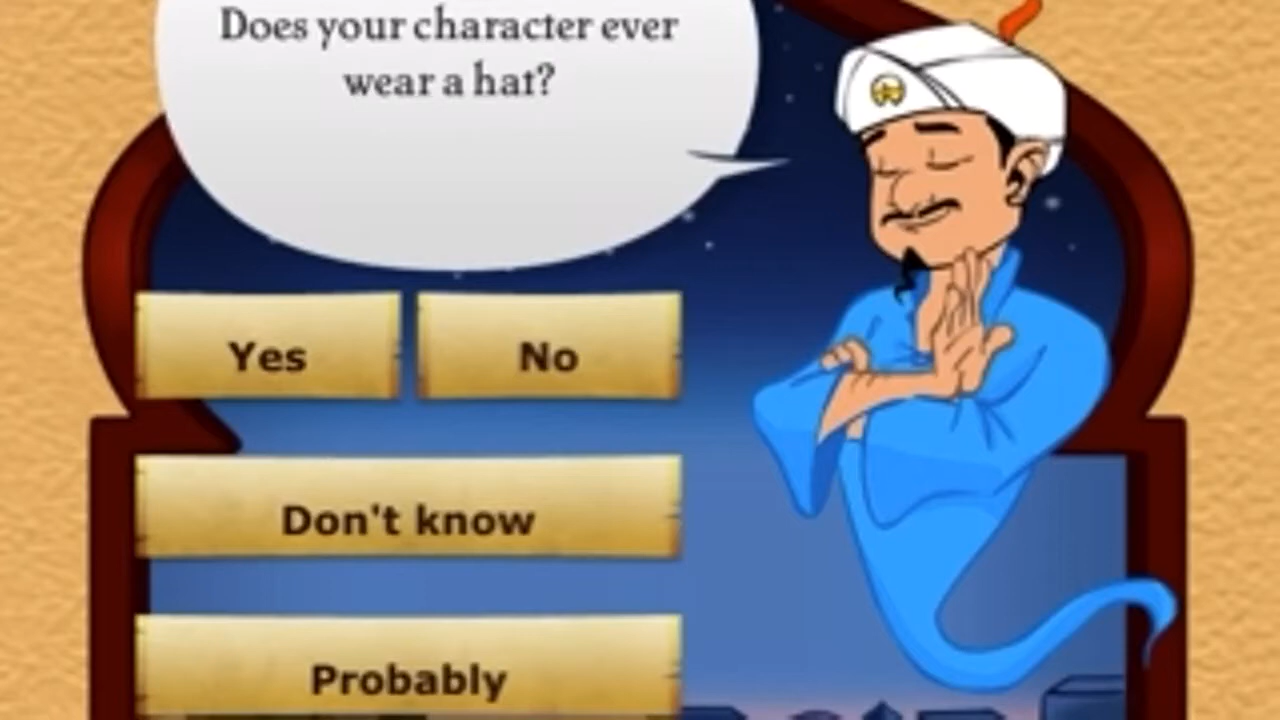 Does your character ever
wear a hat?
Yes
No
Don't know
Probably